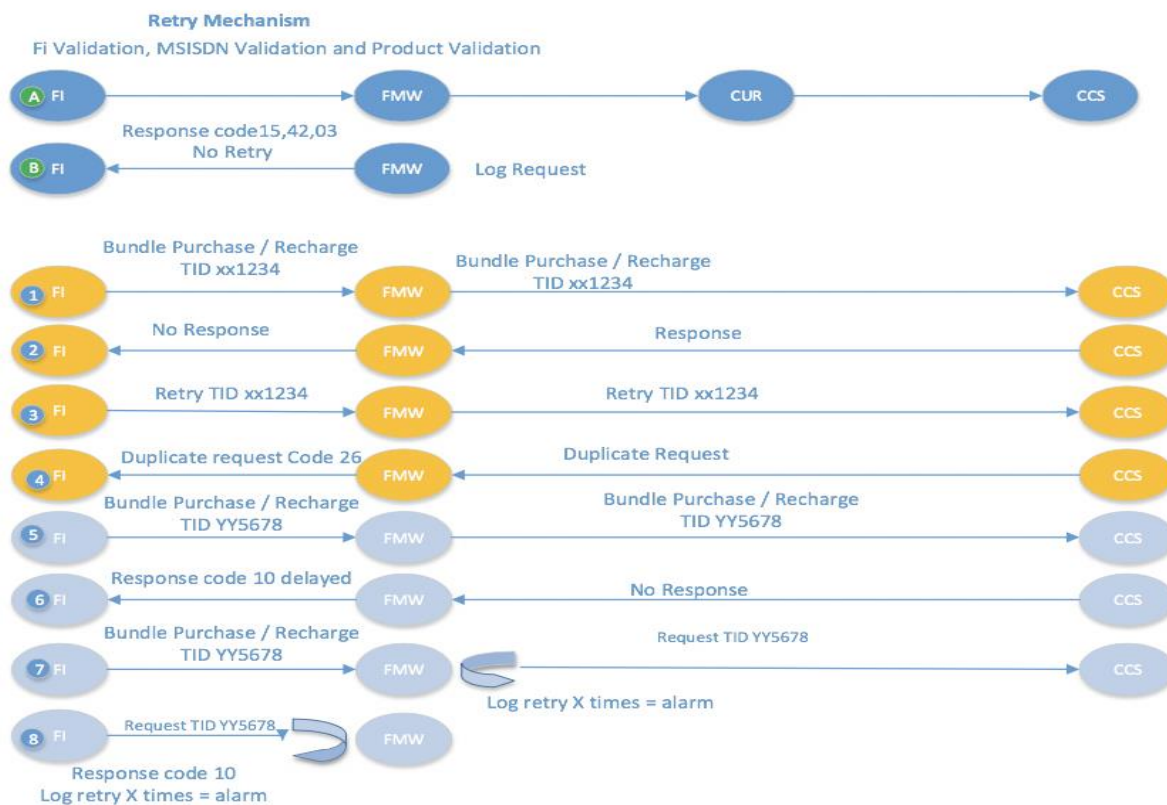 Retry Mechanism
Fi Validation, MSISDN Validation and Product Validation
A FI FMW CUR CCS
Response code15,42,03
No Retry
B FI FMW Log Request
Bundle Purchase / Recharge
TID xx1234
Bundle Purchase / Recharge
TID xx1234
1 FI FMW CCS
No Response Response
2 FI FMW CCS
Retry TID xx1234 Retry TID xx1234
3 FI FMW CCS
Duplicate request Code 26 Duplicate Request
4 FI FMW CCS
Bundle Purchase / Recharge
TID YY5678
Bundle Purchase / Recharge
TID YY5678
5 FI FMW CCS
Response code 10 delayed No Response
6 FI FMW CCS
Bundle Purchase / Recharge
TID YY5678
Request TID YY5678
7 FI FMW CCS
Log retry X times = alarm
Request TID YY5678
8 FI FMW
Response code 10
Log retry X times = alarm